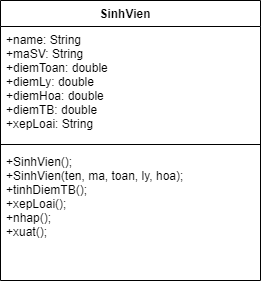 SinhVien
+name: String
+maSV: String
+diemToan: double
+diemLy: double
+diemHoa: double
+diemTB: double
+xepLoai: String
+SinhVien();
+SinhVien(ten, ma, toan, ly, hoa);
+tinhDiemTB();
+xepLoai();
+nhap();
+xuat();